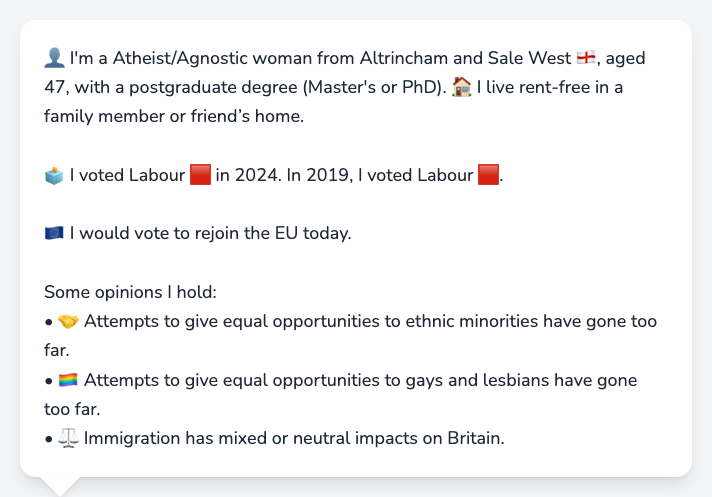 👤 I'm a Atheist/Agnostic woman from Altrincham and Sale West 🏴󠁧󠁢󠁥󠁮󠁧󠁿, aged
47, with a postgraduate degree (Master's or PhD). 🏠 I live rent-free in a
family member or friend’s home.
🗳️ I voted Labour 🟥 in 2024. In 2019, I voted Labour 🟥.
🇪🇺 I would vote to rejoin the EU today.
Some opinions I hold:
• 🤝 Attempts to give equal opportunities to ethnic minorities have gone too
far.
• 🏳️‍🌈 Attempts to give equal opportunities to gays and lesbians have gone
too far.
• ⚖️ Immigration has mixed or neutral impacts on Britain.